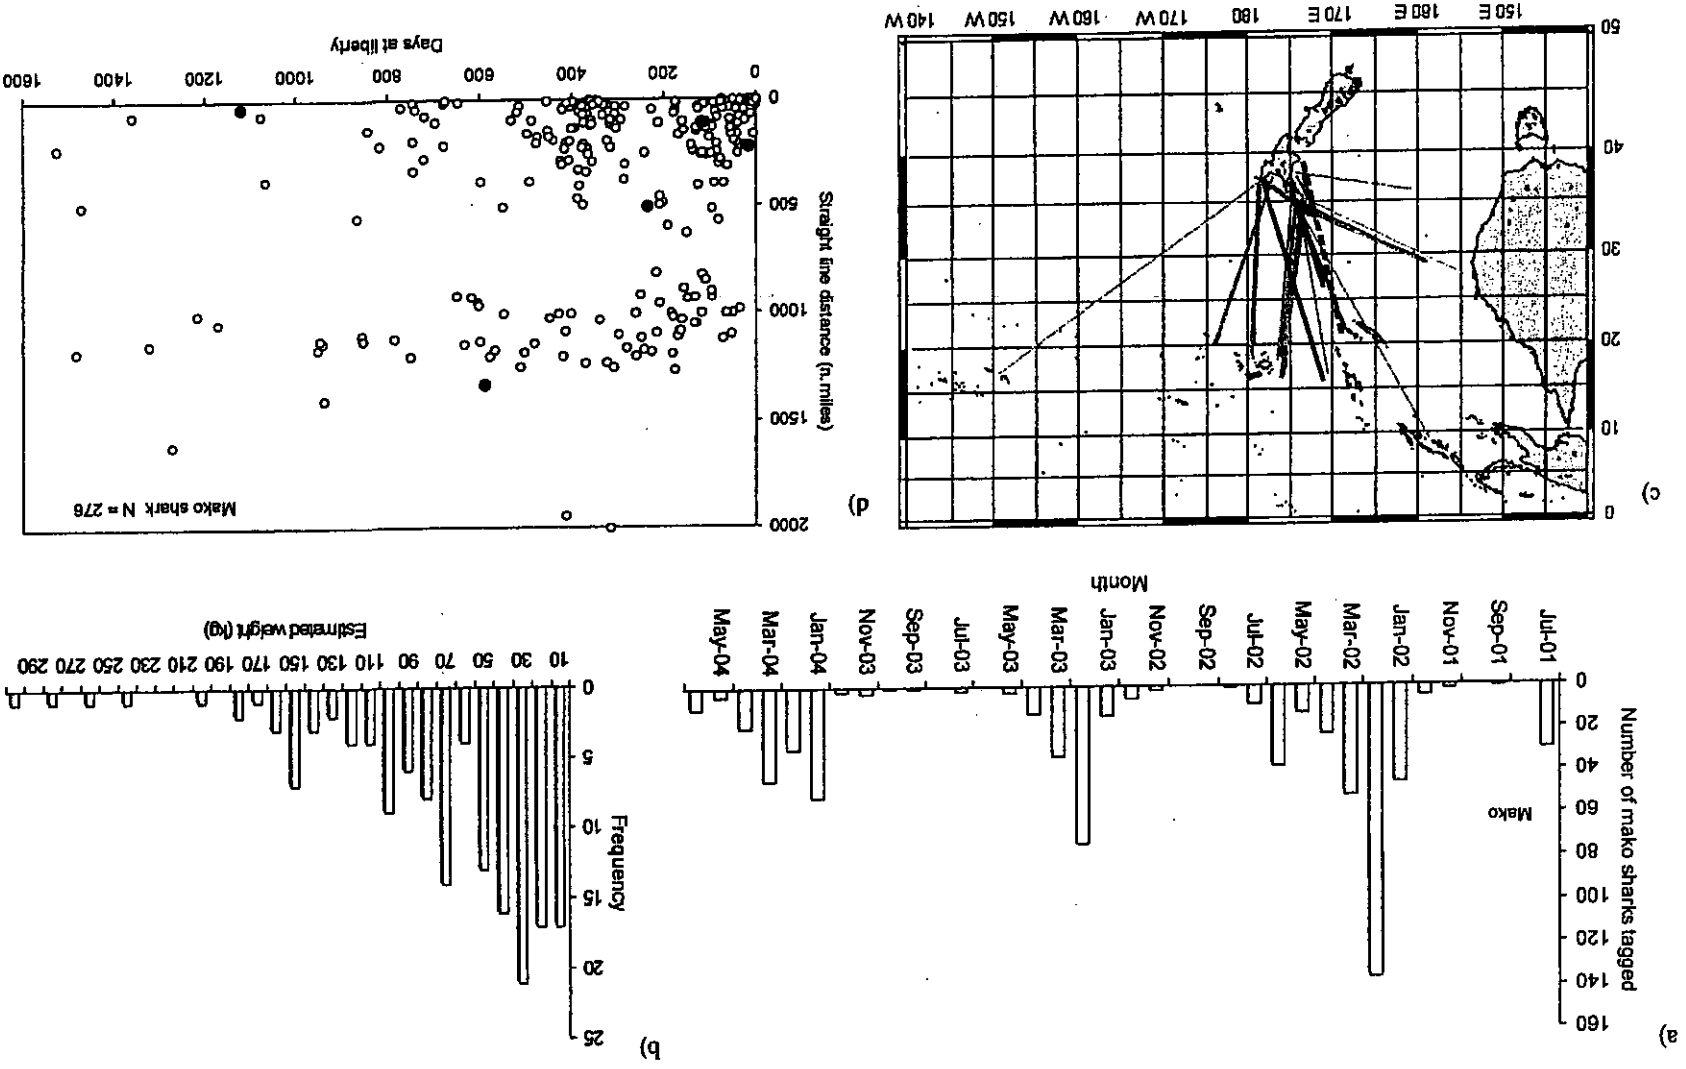 a)
160
140
120
100
80
60
40
20
0
Number of mako sharks tagged
Mako
Jul-01
Sep-01
Nov-01
Jan-02
Mar-02
May-02
Jul-02
Sep-02
Nov-02
Jan-03
Mar-03
May-03
Jul-03
Sep-03
Nov-03
Jan-04
Mar-04
May-04
Month
b)
25
20
15
10
5
0
Frequency
10 30 50 70 90 110 130 150 170 190 210 230 250 270 290
Estimated weight (kg)
c)
0
10
20
30
40
50
150 E 160 E 170 E 180 170 W 160 W 150 W 140 W
d)
2000
1500
1000
500
0
Straight line distance (n. miles)
Mako shark N = 276
0 200 400 600 800 1000 1200 1400 1600
Days at liberty